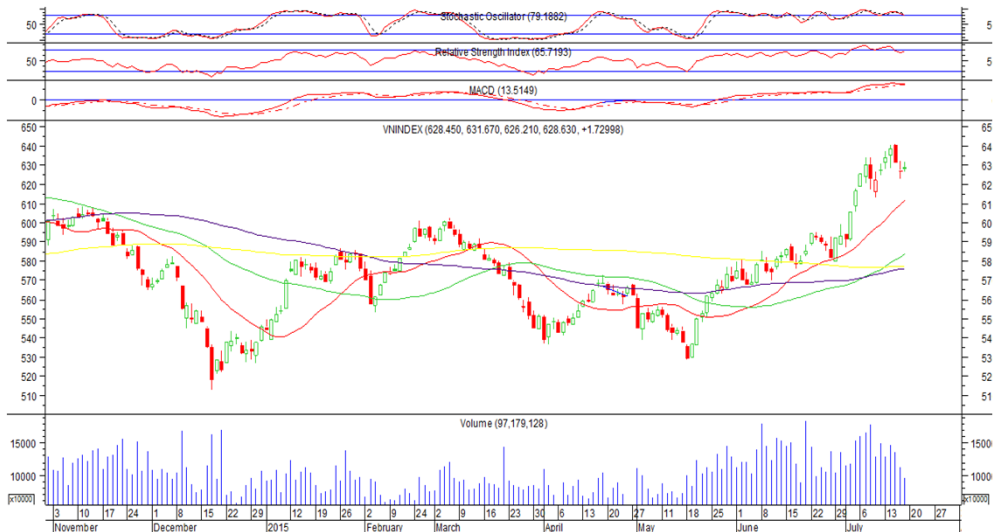 Stochastic Oscillator (79.1882)
50 5
Relative Strength Index (65.7193)
50 5
MACD (13.5149)
0
VNINDEX (628.450, 631.670, 626.210, 628.630, +1.72998)
650 65
640 64
630 63
620 62
610 61
600 60
590 59
580 58
570 57
560 56
550 55
540 54
530 53
520 52
510 51
Volume (97,179,128)
15000 1500
10000 1000
x10000 x10000
3 10 17 24 1 8 15 22 29 5 12 19 26 2 9 2 9 16 23 30 6 13 20 27 4 11 18 25 1 8 15 22 29 6 13 20 27
November December 2015 February March April May June July